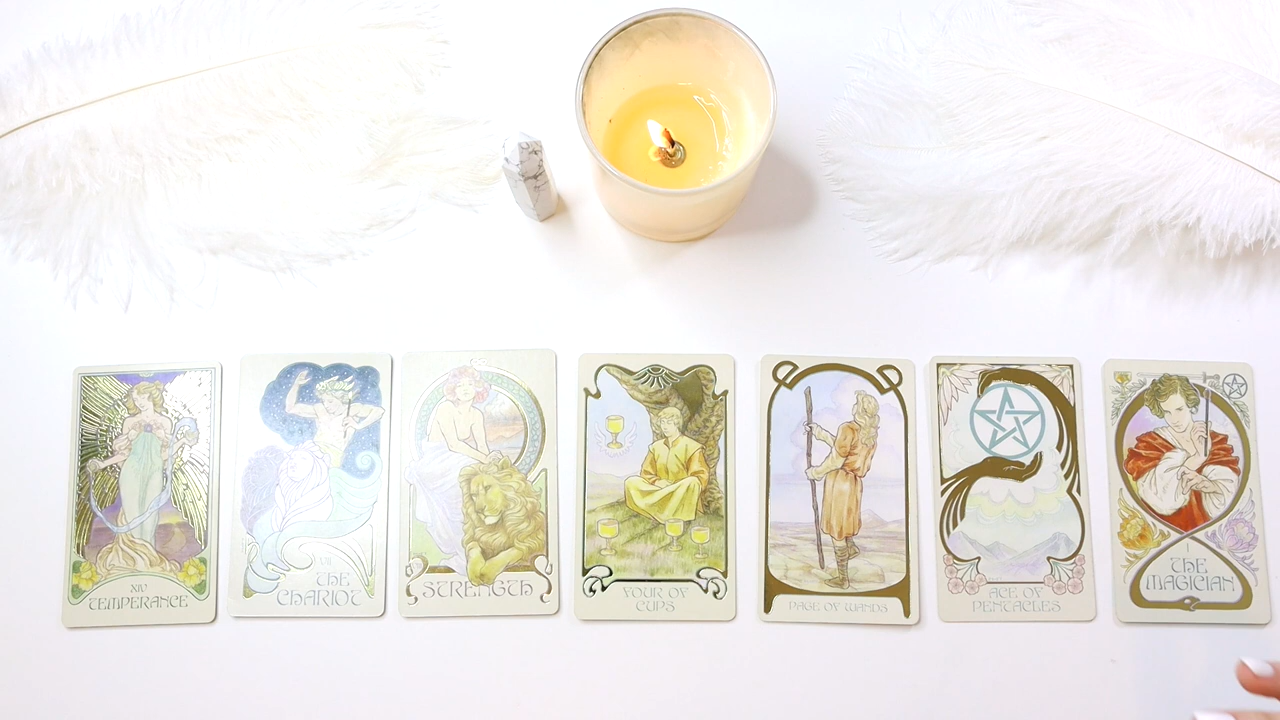 XIV
TEMPERANCE
VII
THE
CHARIOT
STRENGTH
FOUR OF
CUPS
PAGE OF WANDS
ACE OF
PENTACLES
I
THE
MAGICIAN